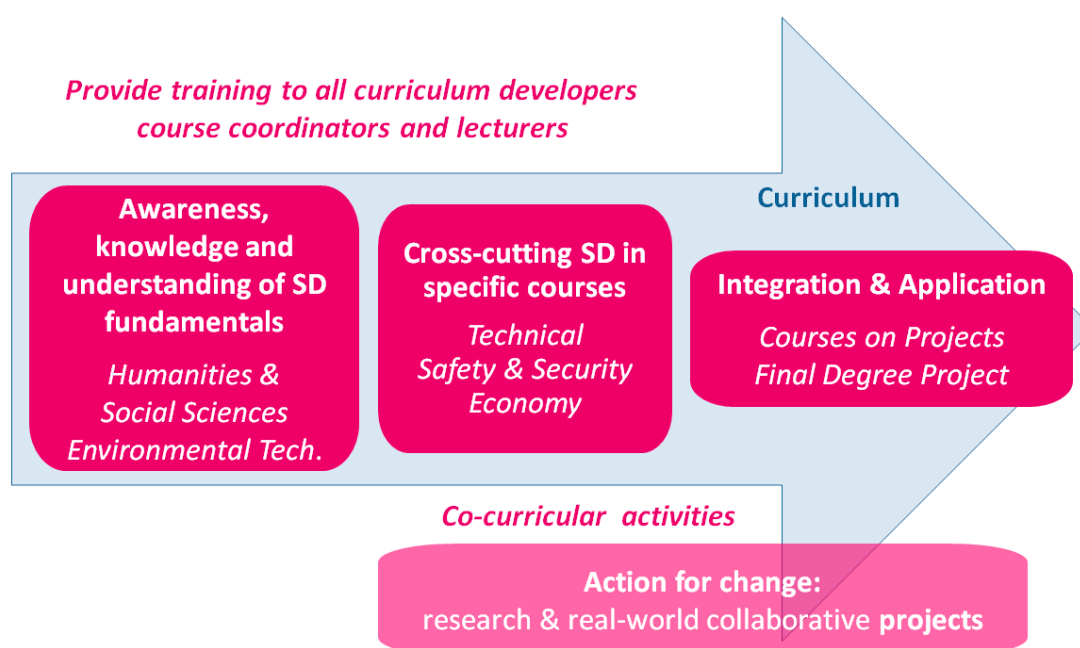 Provide training to all curriculum developers
course coordinators and lecturers
Curriculum
Awareness,
knowledge and
understanding of SD
fundamentals
Humanities &
Social Sciences
Environmental Tech.
Cross-cutting SD in
specific courses
Technical
Safety & Security
Economy
Integration & Application
Courses on Projects
Final Degree Project
Co-curricular activities
Action for change:
research & real-world collaborative projects